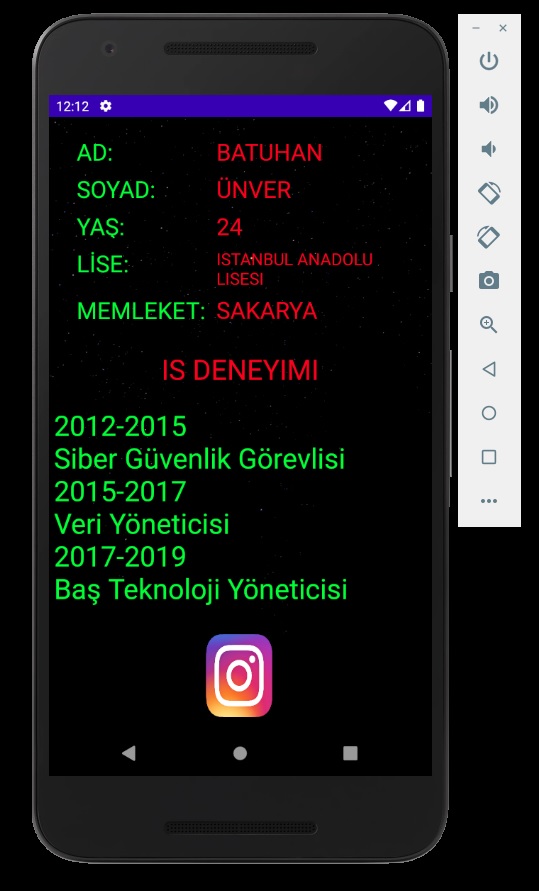 12:12
AD: BATUHAN
SOYAD: ÜNVER
YAŞ: 24
LİSE: ISTANBUL ANADOLU
LISESI
MEMLEKET: SAKARYA
IS DENEYIMI
2012-2015
Siber Güvenlik Görevlisi
2015-2017
Veri Yöneticisi
2017-2019
Baş Teknoloji Yöneticisi